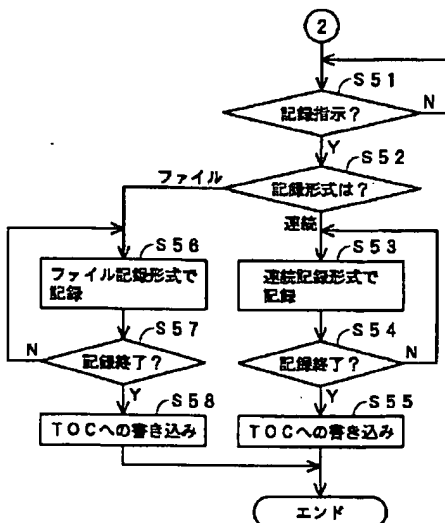 2
S51
記録指示?
N
Y
S52
記録形式は?
ファイル
連続
S56
ファイル記録形式で
記録
S53
連続記録形式で
記録
S57
記録終了?
N
Y
S54
記録終了?
N
Y
S58
TOCへの書き込み
S55
TOCへの書き込み
エンド